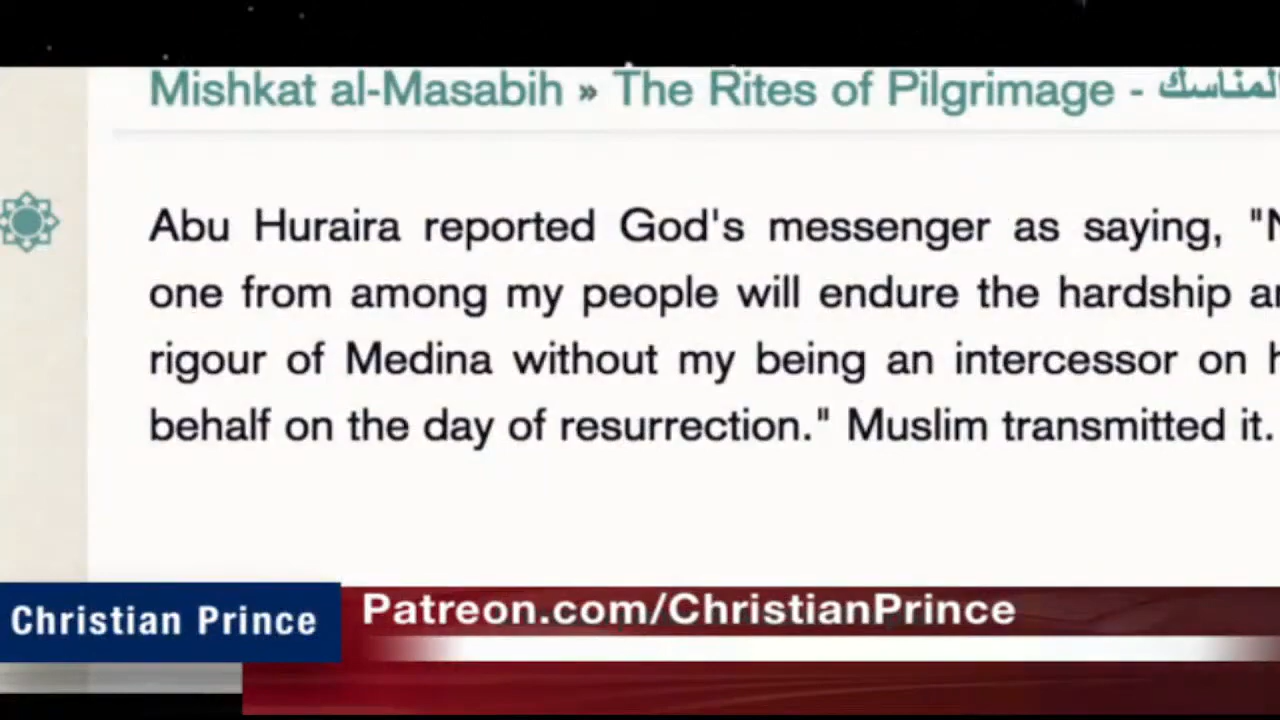 Mishkat al-Masabih » The Rites of Pilgrimage - المناسك
Abu Huraira reported God's messenger as saying, "N
one from among my people will endure the hardship an
rigour of Medina without my being an intercessor on h
behalf on the day of resurrection." Muslim transmitted it.
Christian Prince
Patreon.com/ChristianPrince